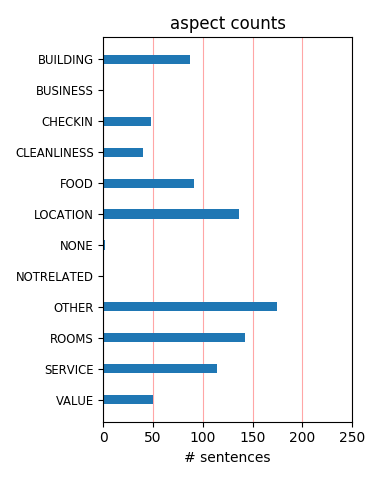 aspect counts
BUILDING
BUSINESS
CHECKIN
CLEANLINESS
FOOD
LOCATION
NONE
NOTRELATED
OTHER
ROOMS
SERVICE
VALUE
0 50 100 150 200 250
# sentences